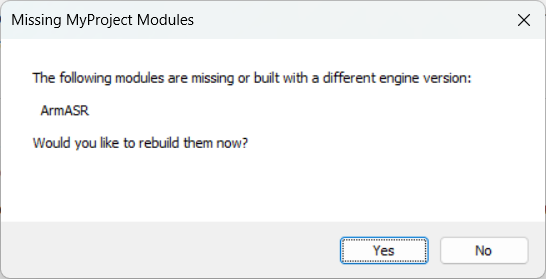 Missing MyProject Modules
The following modules are missing or built with a different engine version:
ArmASR
Would you like to rebuild them now?
Yes
No